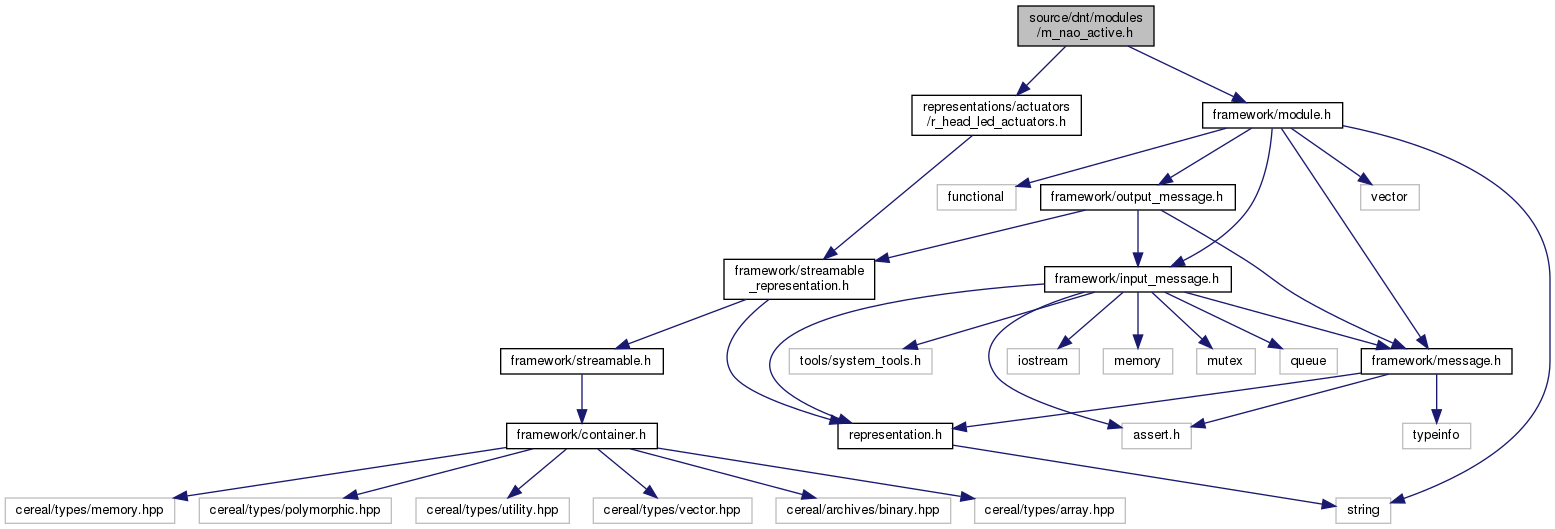 source/dnt/modules
/m_nao_active.h
representations/actuators
/r_head_led_actuators.h
framework/module.h
functional
framework/output_message.h
vector
framework/streamable
_representation.h
framework/input_message.h
framework/streamable.h
tools/system_tools.h
iostream
memory
mutex
queue
framework/message.h
framework/container.h
representation.h
assert.h
typeinfo
cereal/types/memory.hpp
cereal/types/polymorphic.hpp
cereal/types/utility.hpp
cereal/types/vector.hpp
cereal/archives/binary.hpp
cereal/types/array.hpp
string